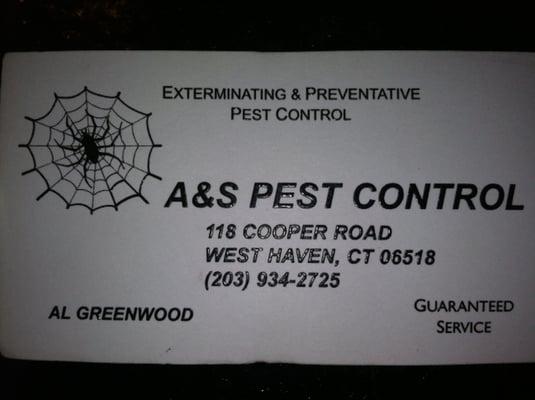 EXTERMINATING & PREVENTATIVE
PEST CONTROL
A&S PEST CONTROL
118 COOPER ROAD
WEST HAVEN, CT 06518
(203) 934-2725
AL GREENWOOD
GUARANTEED
SERVICE